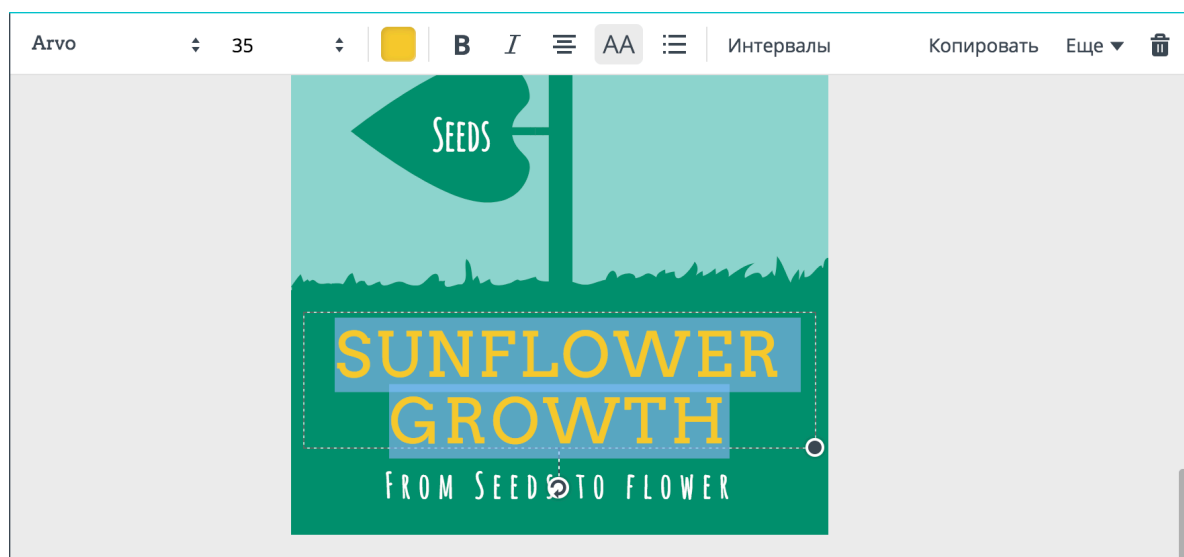 Arvo 35 B I AA Интервалы Копировать Еще
Seeds
SUNFLOWER
GROWTH
From Seeds to flower